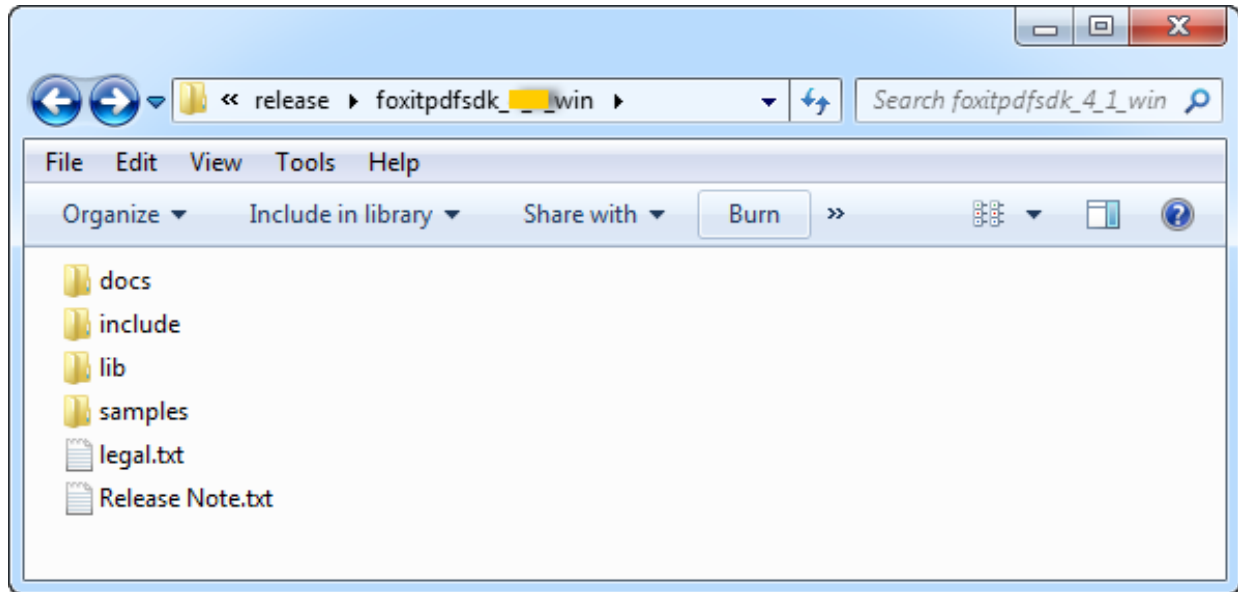 « release ▸ foxitpdfsdk_ _win ▸ Search foxitpdfsdk_4_1_win
File Edit View Tools Help
Organize Include in library Share with Burn »
docs
include
lib
samples
legal.txt
Release Note.txt